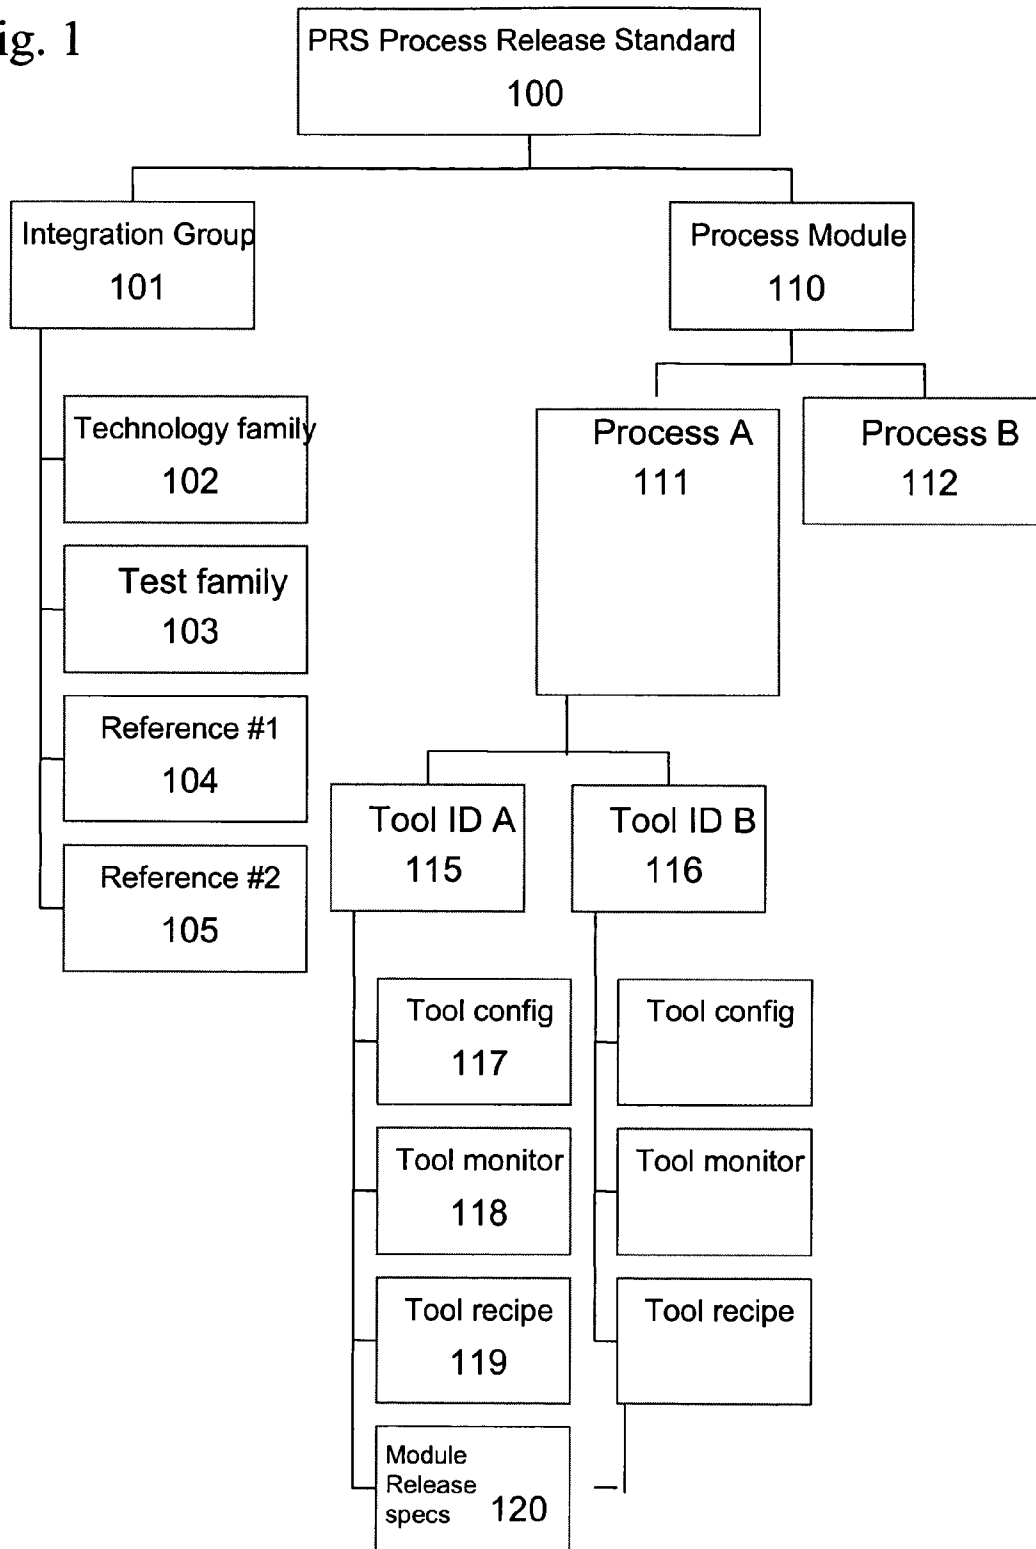 ig. 1
PRS Process Release Standard
100
Integration Group
101
Process Module
110
Technology family
102
Test family
103
Reference #1
104
Reference #2
105
Process A
111
Process B
112
Tool ID A
115
Tool ID B
116
Tool config
117
Tool monitor
118
Tool recipe
119
Module
Release
specs 120
Tool config
Tool monitor
Tool recipe